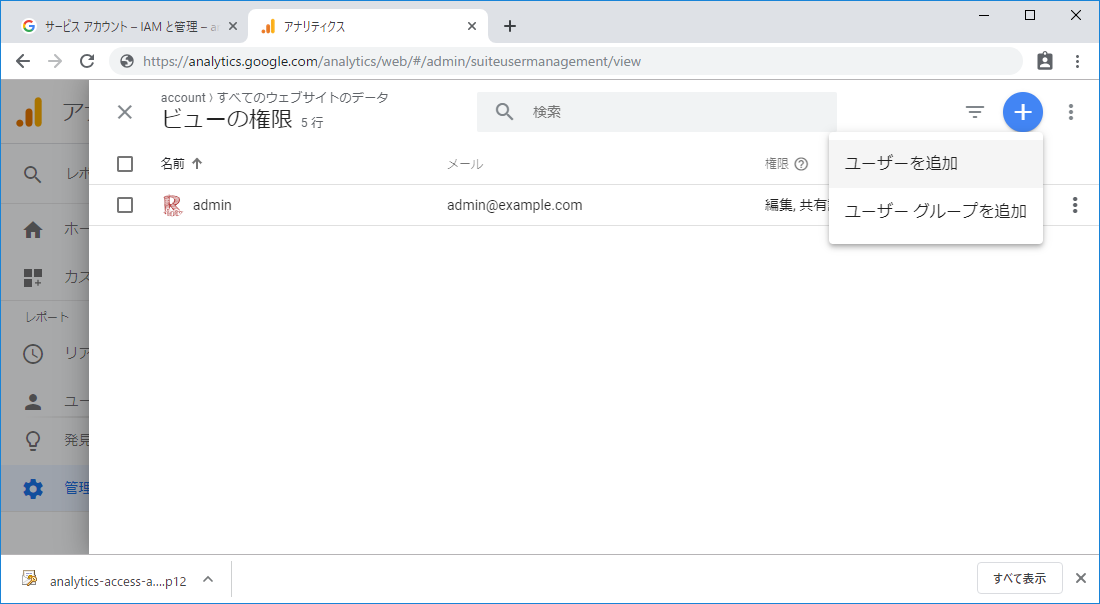 サービス アカウント – IAM と管理 – a
アナリティクス
https://analytics.google.com/analytics/web/#/admin/suiteusermanagement/view
account › すべてのウェブサイトのデータ
ビューの権限 5 行
検索
名前
メール
権限
ユーザーを追加
admin
admin@example.com
編集, 共有
ユーザー グループを追加
アナ
レポ
ホー
カス
レポート
リア
ユー
発見
管理
analytics-access-a....p12
すべて表示